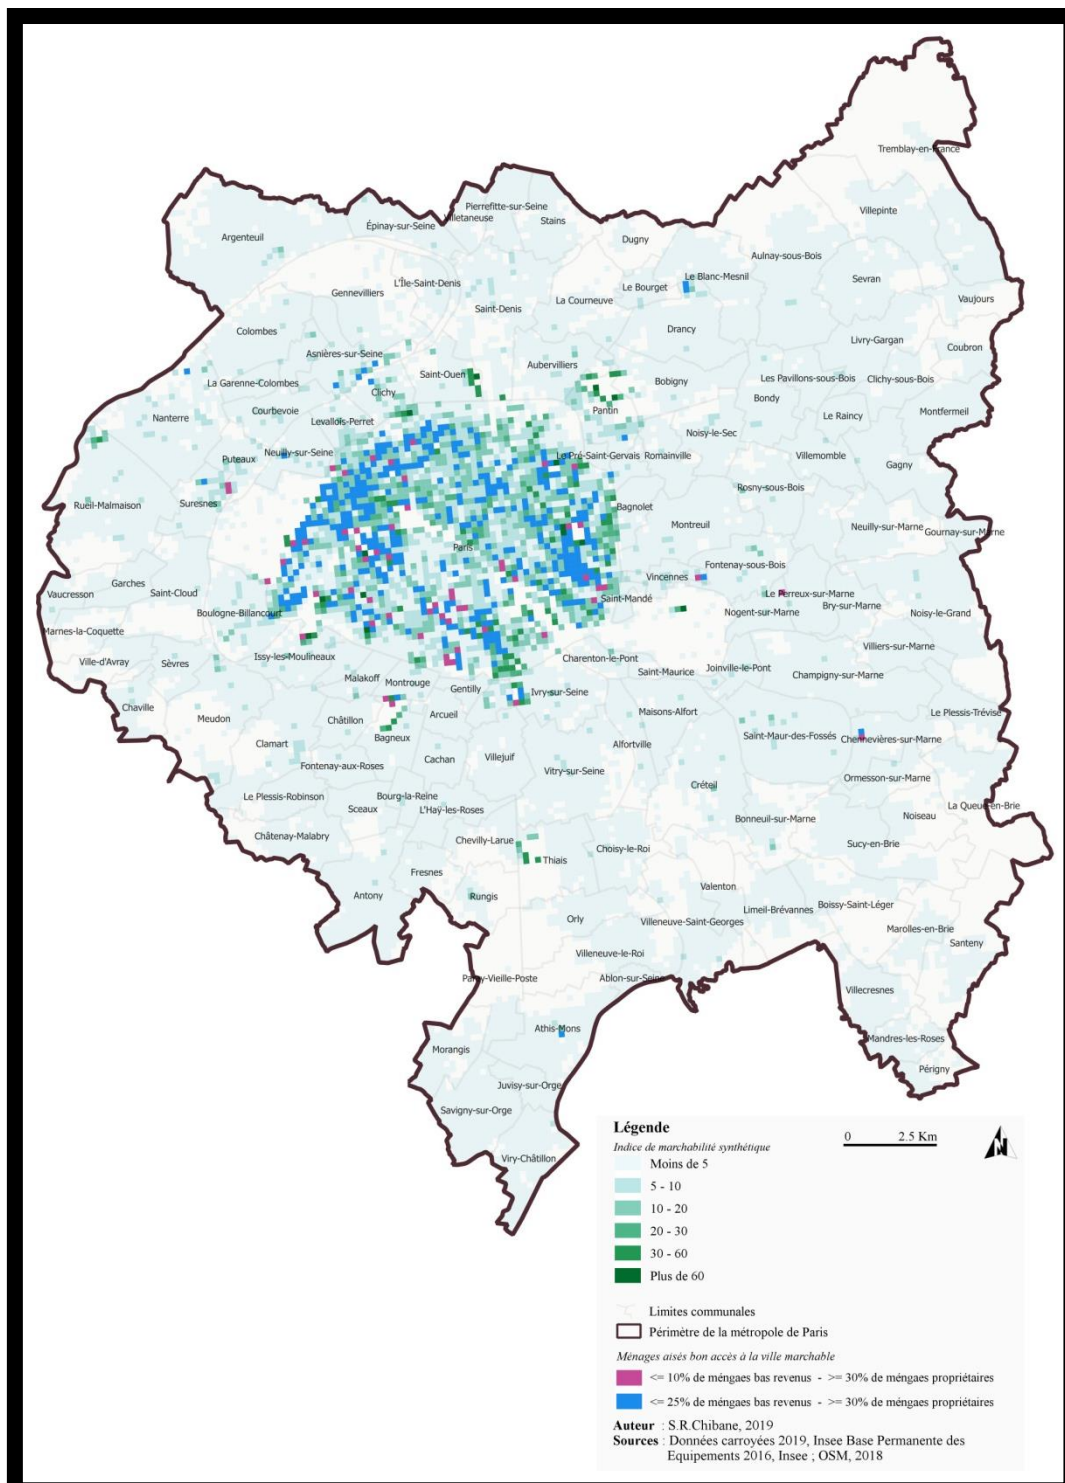 Tremblay-en-France
Villepinte
Pierrefitte-sur-Seine
Villetaneuse
Stains
Épinay-sur-Seine
Argenteuil
Dugny
Aulnay-sous-Bois
Le Blanc-Mesnil
Sevran
L'Île-Saint-Denis
Gennevilliers
Le Bourget
La Courneuve
Vaujours
Saint-Denis
Colombes
Drancy
Livry-Gargan
Coubron
Asnières-sur-Seine
Saint-Ouen
Aubervilliers
La Garenne-Colombes
Clichy
Bobigny
Les Pavillons-sous-Bois
Clichy-sous-Bois
Bondy
Nanterre
Courbevoie
Pantin
Le Raincy
Montfermeil
Levallois-Perret
Noisy-le-Sec
Neuilly-sur-Seine
Le Pré-Saint-Gervais
Romainville
Villemomble
Puteaux
Gagny
Rosny-sous-Bois
Rueil-Malmaison
Suresnes
Bagnolet
Montreuil
Neuilly-sur-Marne
Gournay-sur-Marne
Paris
Fontenay-sous-Bois
Vincennes
Garches
Vaucresson
Saint-Cloud
Le Perreux-sur-Marne
Saint-Mandé
Bry-sur-Marne
Boulogne-Billancourt
Nogent-sur-Marne
Noisy-le-Grand
Marnes-la-Coquette
Villiers-sur-Marne
Issy-les-Moulineaux
Charenton-le-Pont
Ville-d'Avray
Sèvres
Saint-Maurice
Joinville-le-Pont
Champigny-sur-Marne
Malakoff
Montrouge
Gentilly
Ivry-sur-Seine
Chaville
Maisons-Alfort
Le Plessis-Trévise
Meudon
Châtillon
Arcueil
Bagneux
Saint-Maur-des-Fossés
Chennevières-sur-Marne
Clamart
Alfortville
Cachan
Villejuif
Fontenay-aux-Roses
Vitry-sur-Seine
Ormesson-sur-Marne
Créteil
Le Plessis-Robinson
Bourg-la-Reine
Sceaux
L'Haÿ-les-Roses
La Queue-en-Brie
Noiseau
Bonneuil-sur-Marne
Châtenay-Malabry
Chevilly-Larue
Sucy-en-Brie
Choisy-le-Roi
Thiais
Fresnes
Antony
Rungis
Valenton
Boissy-Saint-Léger
Limeil-Brévannes
Orly
Villeneuve-Saint-Georges
Marolles-en-Brie
Santeny
Villeneuve-le-Roi
Paray-Vieille-Poste
Ablon-sur-Seine
Villecresnes
Athis-Mons
Mandres-les-Roses
Morangis
Périgny
Juvisy-sur-Orge
Savigny-sur-Orge
Viry-Châtillon
Légende
Indice de marchabilité synthétique
0 2.5 Km
N
Moins de 5
5 - 10
10 - 20
20 - 30
30 - 60
Plus de 60
Limites communales
Périmètre de la métropole de Paris
Ménages aisés bon accès à la ville marchable
<= 10% de méngaes bas revenus - >= 30% de méngaes propriétaires
<= 25% de méngaes bas revenus - >= 30% de méngaes propriétaires
Auteur : S.R.Chibane, 2019
Sources : Données carroyées 2019, Insee Base Permanente des
Equipements 2016, Insee ; OSM, 2018